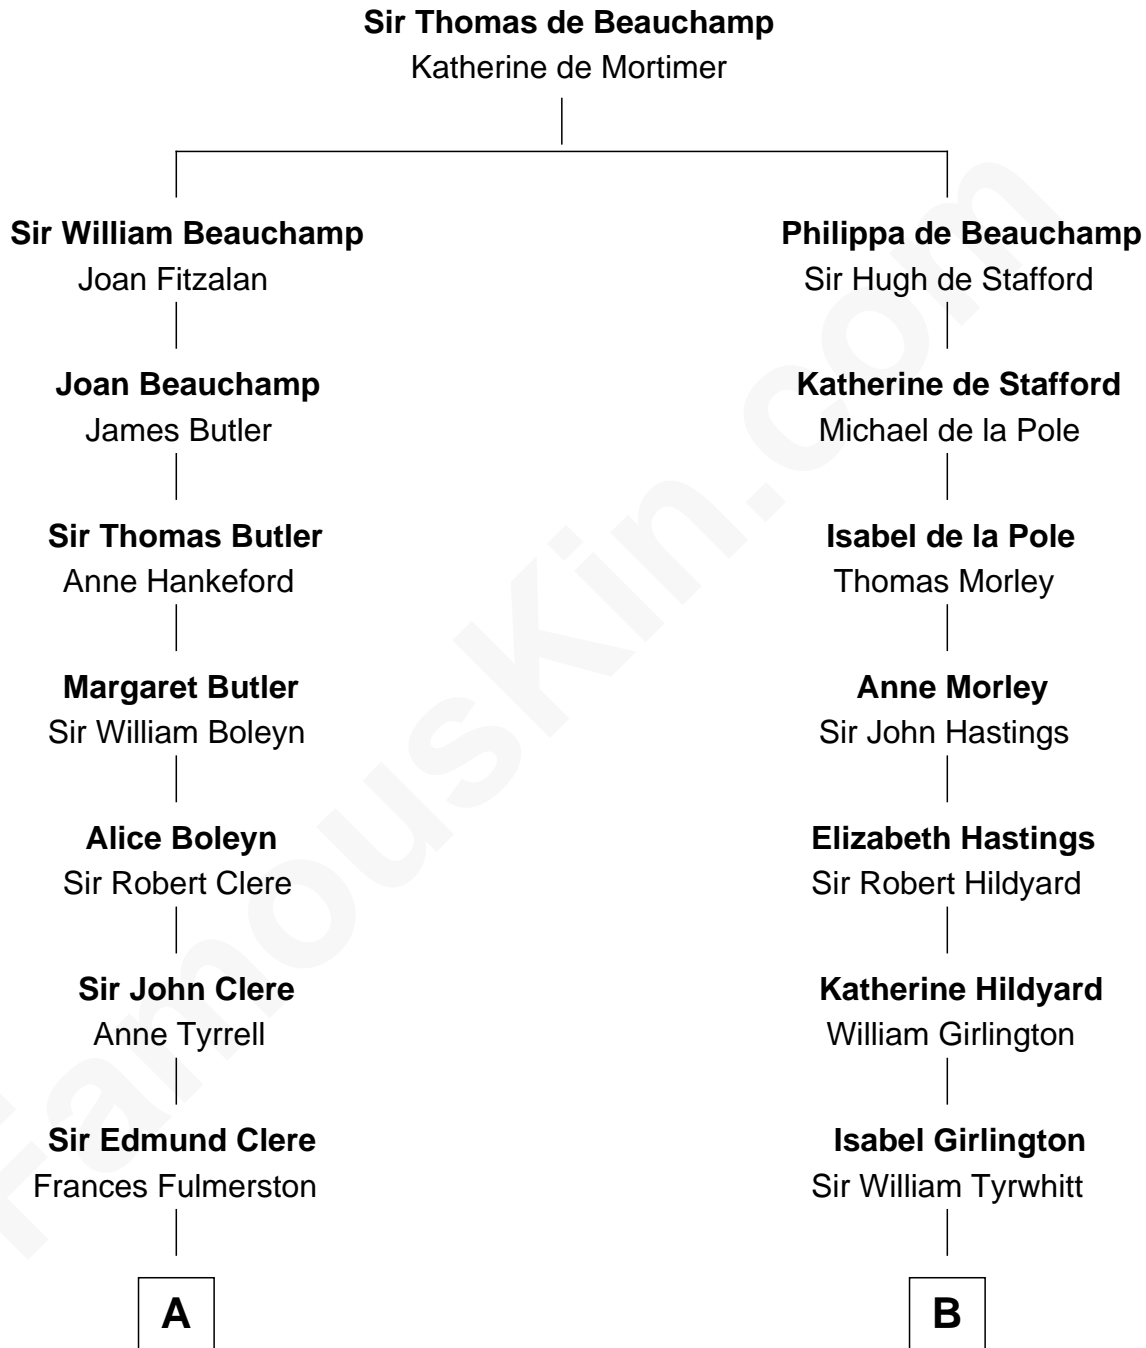 Sir Thomas de Beauchamp
Katherine de Mortimer
Sir William Beauchamp
Joan Fitzalan
Philippa de Beauchamp
Sir Hugh de Stafford
Joan Beauchamp
James Butler
Katherine de Stafford
Michael de la Pole
Sir Thomas Butler
Anne Hankeford
Isabel de la Pole
Thomas Morley
Margaret Butler
Sir William Boleyn
Anne Morley
Sir John Hastings
Alice Boleyn
Sir Robert Clere
Elizabeth Hastings
Sir Robert Hildyard
Sir John Clere
Anne Tyrrell
Katherine Hildyard
William Girlington
Sir Edmund Clere
Frances Fulmerston
Isabel Girlington
Sir William Tyrwhitt
A
B
FamousKin.com